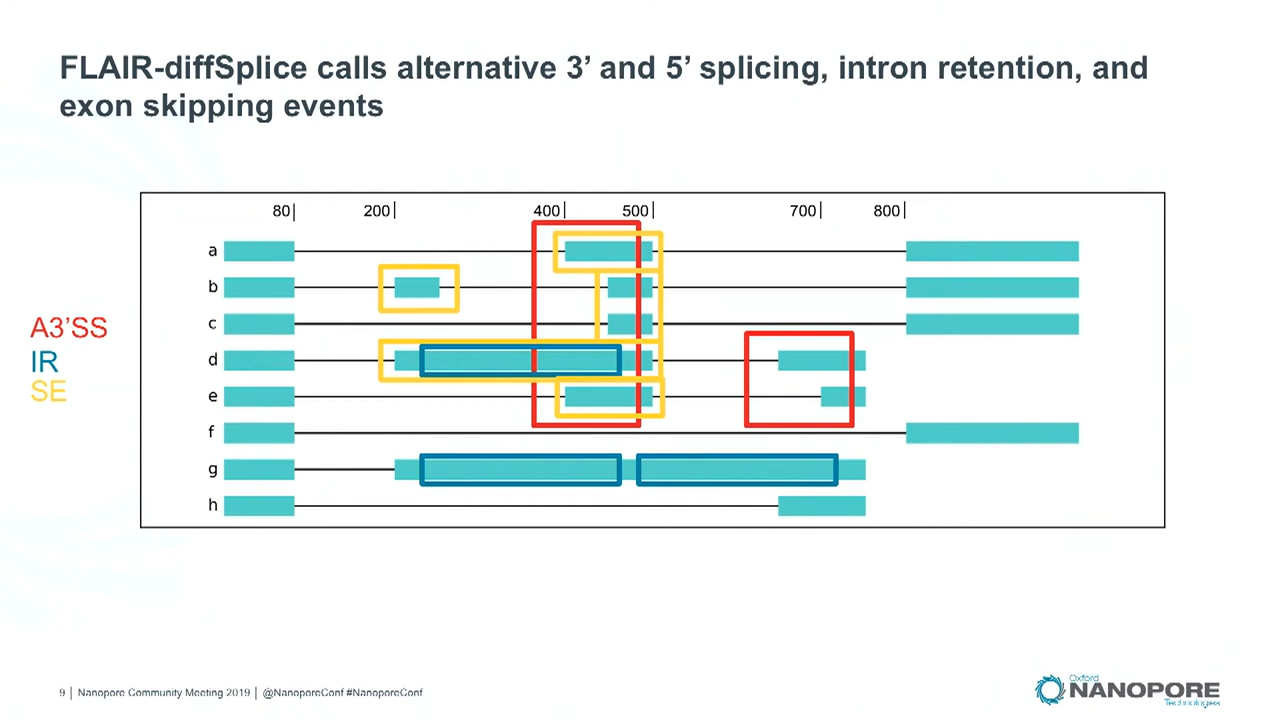 FLAIR-diffSplice calls alternative 3’ and 5’ splicing, intron retention, and
exon skipping events
80 200 400 500 700 800
a
b
c
A3’SS
d
IR
SE
e
f
g
h
9 | Nanopore Community Meeting 2019 | @NanoporeConf #NanoporeConf
Oxford
NANOPORE
Technologies